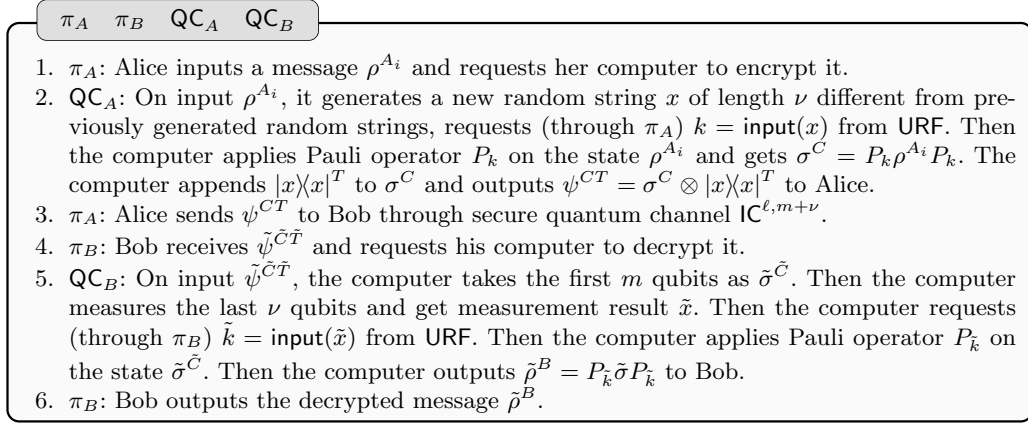 π_A π_B QC_A QC_B
1. π_A: Alice inputs a message ρ^{A_i} and requests her computer to encrypt it.
2. QC_A: On input ρ^{A_i}, it generates a new random string x of length ν different from pre-
viously generated random strings, requests (through π_A) k = input(x) from URF. Then
the computer applies Pauli operator P_k on the state ρ^{A_i} and gets σ^C = P_kρ^{A_i}P_k. The
computer appends |x⟩⟨x|^T to σ^C and outputs ψ^{CT} = σ^C ⊗ |x⟩⟨x|^T to Alice.
3. π_A: Alice sends ψ^{CT} to Bob through secure quantum channel IC^{ℓ,m+ν}.
4. π_B: Bob receives ψ̃^{C̃T̃} and requests his computer to decrypt it.
5. QC_B: On input ψ̃^{C̃T̃}, the computer takes the first m qubits as σ̃^{C̃}. Then the computer
measures the last ν qubits and get measurement result x̃. Then the computer requests
(through π_B) k̃ = input(x̃) from URF. Then the computer applies Pauli operator P_{k̃} on
the state σ̃^{C̃}. Then the computer outputs ρ̃^B = P_{k̃}σ̃P_{k̃} to Bob.
6. π_B: Bob outputs the decrypted message ρ̃^B.